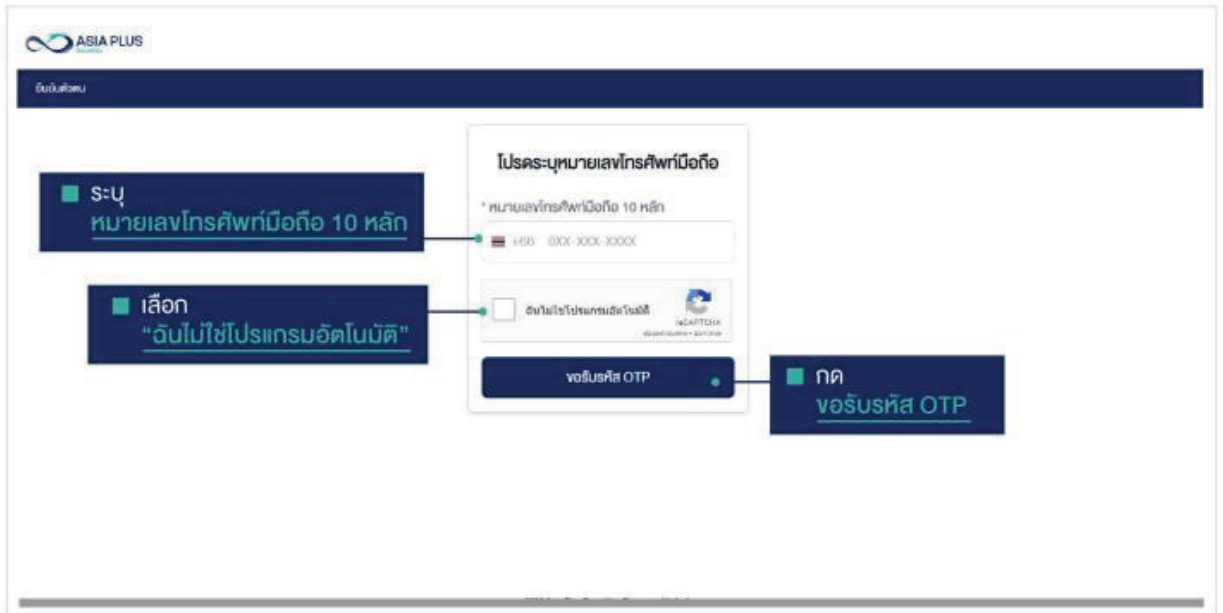 ASIA PLUS
ยืนยันตัวตน
โปรดระบุหมายเลขโทรศัพท์มือถือ
* หมายเลขโทรศัพท์มือถือ 10 หลัก
+66 0XX-XXX-XXXX
ระบุ
หมายเลขโทรศัพท์มือถือ 10 หลัก
เลือก
“ฉันไม่ใช่โปรแกรมอัตโนมัติ”
ฉันไม่ใช่โปรแกรมอัตโนมัติ
reCAPTCHA
ขอรับรหัส OTP
กด
ขอรับรหัส OTP